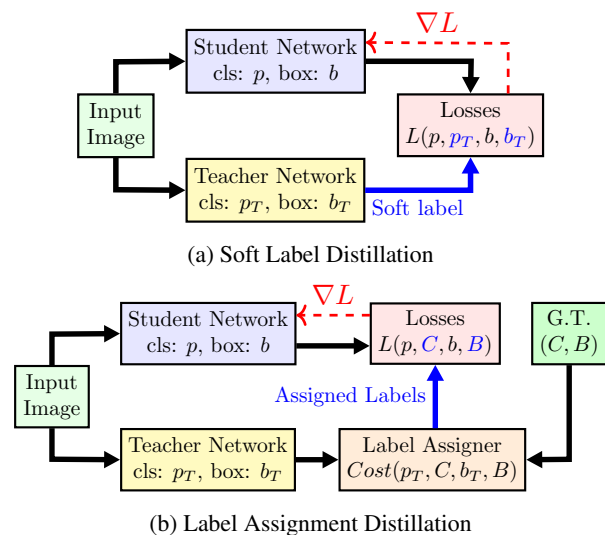 ∇L
Student Network
cls: p, box: b
Input
Image
Losses
L(p, p_T, b, b_T)
Teacher Network
cls: p_T, box: b_T
Soft label
(a) Soft Label Distillation
∇L
Student Network
cls: p, box: b
Losses
L(p, C, b, B)
G.T.
(C, B)
Input
Image
Assigned Labels
Teacher Network
cls: p_T, box: b_T
Label Assigner
Cost(p_T, C, b_T, B)
(b) Label Assignment Distillation